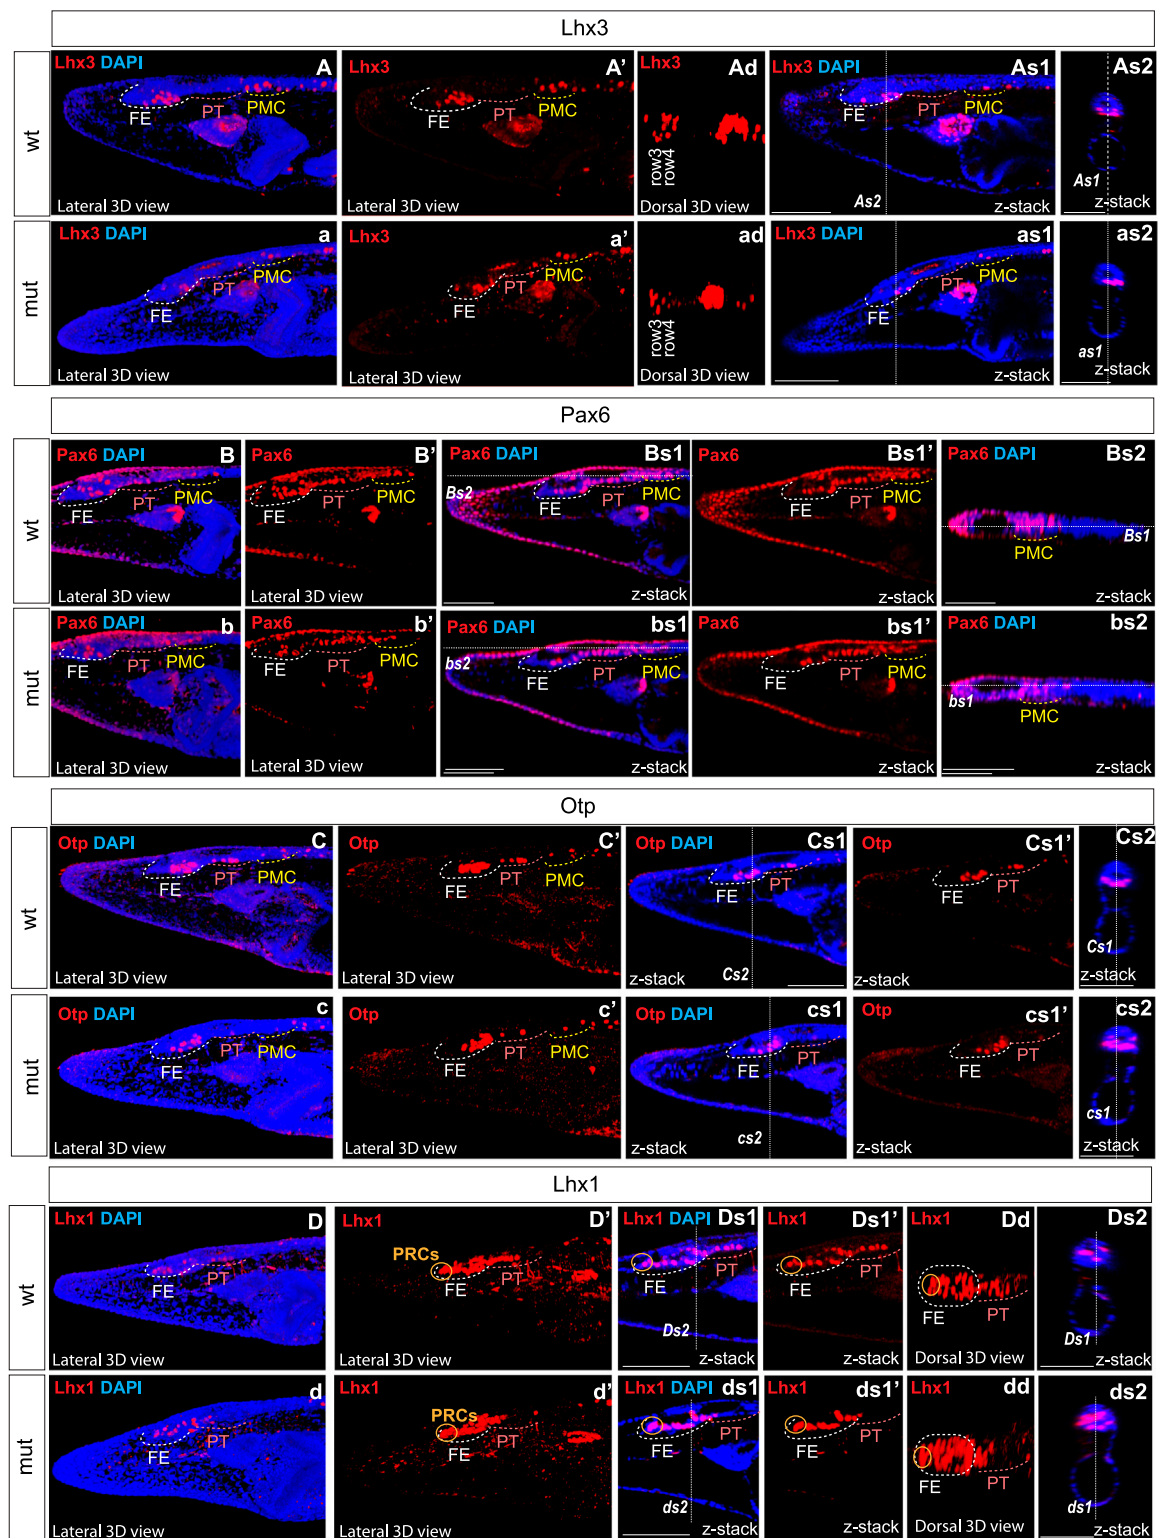 Lhx3
wt
Lhx3 DAPI
A
FE
PT
PMC
Lateral 3D view
Lhx3
A’
FE
PT
PMC
Lateral 3D view
Lhx3
Ad
row3
row4
Dorsal 3D view
Lhx3 DAPI
As1
FE
PT
PMC
As2
z-stack
As2
As1
z-stack
mut
Lhx3 DAPI
a
FE
PT
PMC
Lateral 3D view
Lhx3
a’
FE
PT
PMC
Lateral 3D view
Lhx3
ad
row3
row4
Dorsal 3D view
Lhx3 DAPI
as1
FE
PT
PMC
z-stack
as2
as1
z-stack
Pax6
wt
Pax6 DAPI
B
FE
PT
PMC
Lateral 3D view
Pax6
B’
FE
PT
PMC
Lateral 3D view
Pax6 DAPI
Bs1
Bs2
FE
PT
PMC
z-stack
Pax6
Bs1’
FE
PT
PMC
z-stack
Pax6 DAPI
Bs2
Bs1
PMC
z-stack
mut
Pax6 DAPI
b
FE
PT
PMC
Lateral 3D view
Pax6
b’
FE
PT
PMC
Lateral 3D view
Pax6 DAPI
bs1
bs2
FE
PT
PMC
z-stack
Pax6
bs1’
FE
PT
PMC
z-stack
Pax6 DAPI
bs2
bs1
PMC
z-stack
Otp
wt
Otp DAPI
C
FE
PT
PMC
Lateral 3D view
Otp
C’
FE
PT
PMC
Lateral 3D view
Otp DAPI
Cs1
FE
PT
Cs2
z-stack
Otp
Cs1’
FE
PT
z-stack
Cs2
Cs1
z-stack
mut
Otp DAPI
c
FE
PT
PMC
Lateral 3D view
Otp
c’
FE
PT
PMC
Lateral 3D view
Otp DAPI
cs1
FE
PT
cs2
z-stack
Otp
cs1’
FE
PT
z-stack
cs2
cs1
z-stack
Lhx1
wt
Lhx1 DAPI
D
FE
PT
Lateral 3D view
Lhx1
D’
PRCs
FE
PT
Lateral 3D view
Lhx1 DAPI
Ds1
FE
PT
Ds2
z-stack
Lhx1
Ds1’
FE
PT
z-stack
Lhx1
Dd
FE
PT
Dorsal 3D view
Ds2
Ds1
z-stack
mut
Lhx1 DAPI
d
FE
PT
Lateral 3D view
Lhx1
d’
PRCs
FE
PT
Lateral 3D view
Lhx1 DAPI
ds1
FE
PT
ds2
z-stack
Lhx1
ds1’
FE
PT
z-stack
Lhx1
dd
FE
PT
Dorsal 3D view
ds2
ds1
z-stack